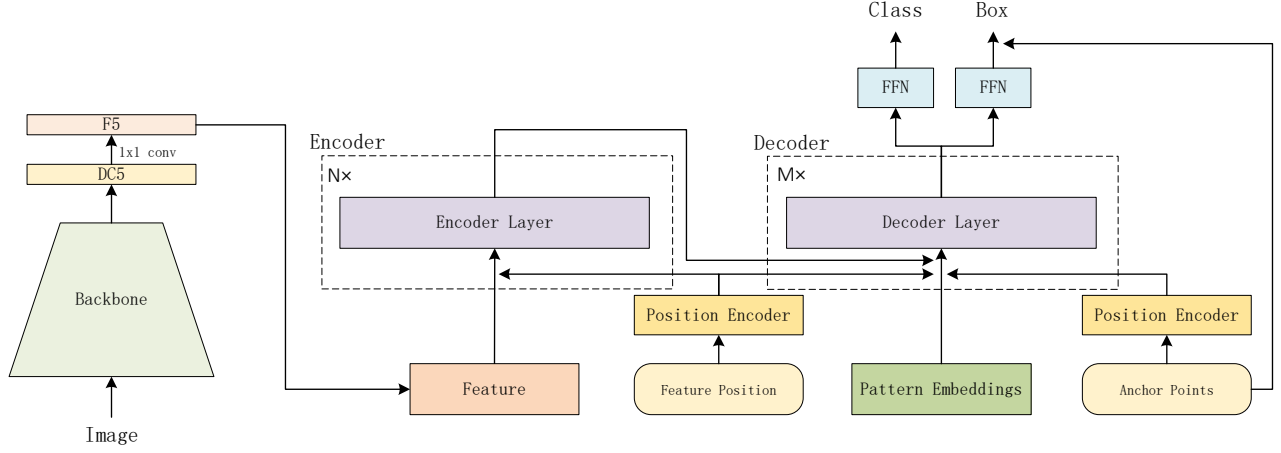 Class
Box
FFN
FFN
F5
1x1 conv
DC5
Backbone
Image
Encoder
N×
Encoder Layer
Decoder
M×
Decoder Layer
Position Encoder
Position Encoder
Feature
Feature Position
Pattern Embeddings
Anchor Points